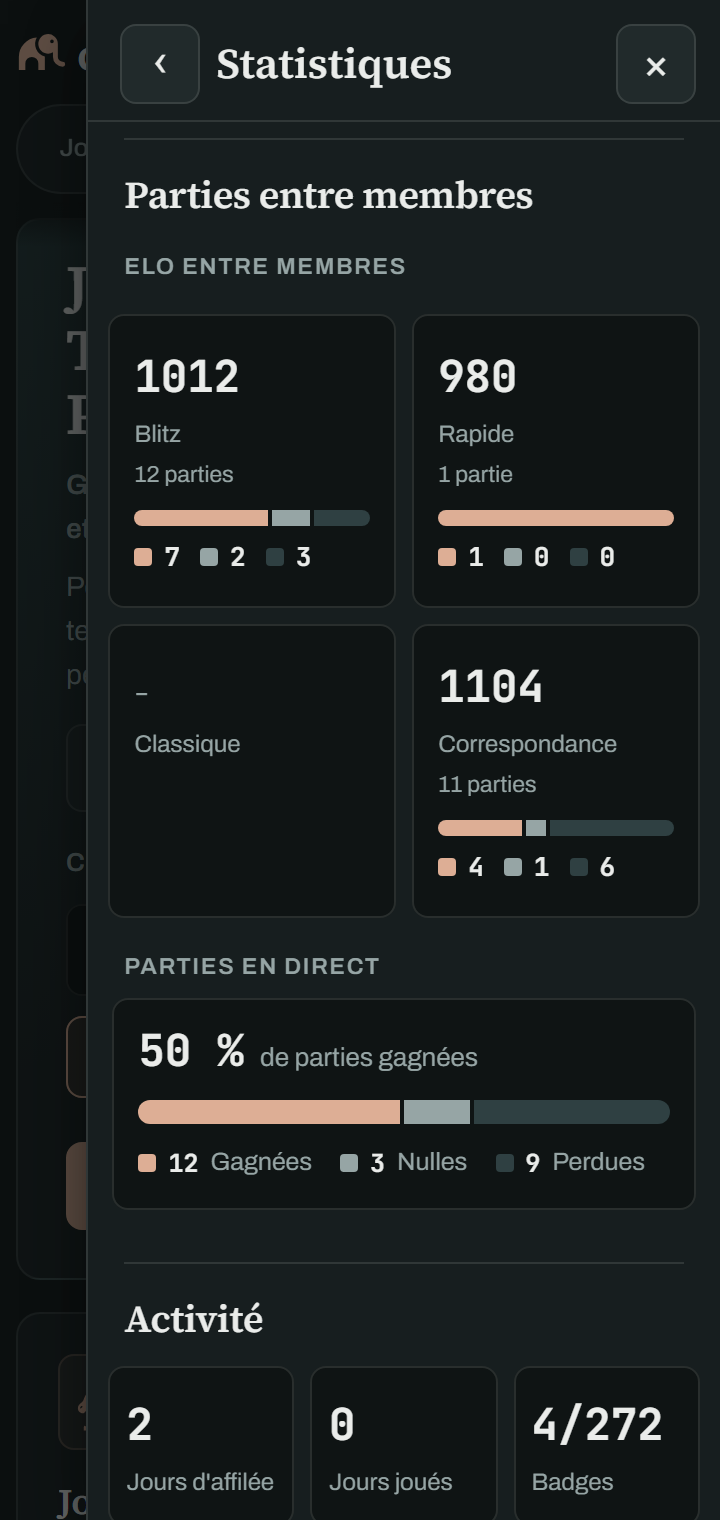 Statistiques
Parties entre membres
ELO ENTRE MEMBRES
1012
Blitz
12 parties
7 2 3
980
Rapide
1 partie
1 0 0
–
Classique
1104
Correspondance
11 parties
4 1 6
PARTIES EN DIRECT
50 % de parties gagnées
12 Gagnées 3 Nulles 9 Perdues
Activité
2
Jours d'affilée
0
Jours joués
4/272
Badges